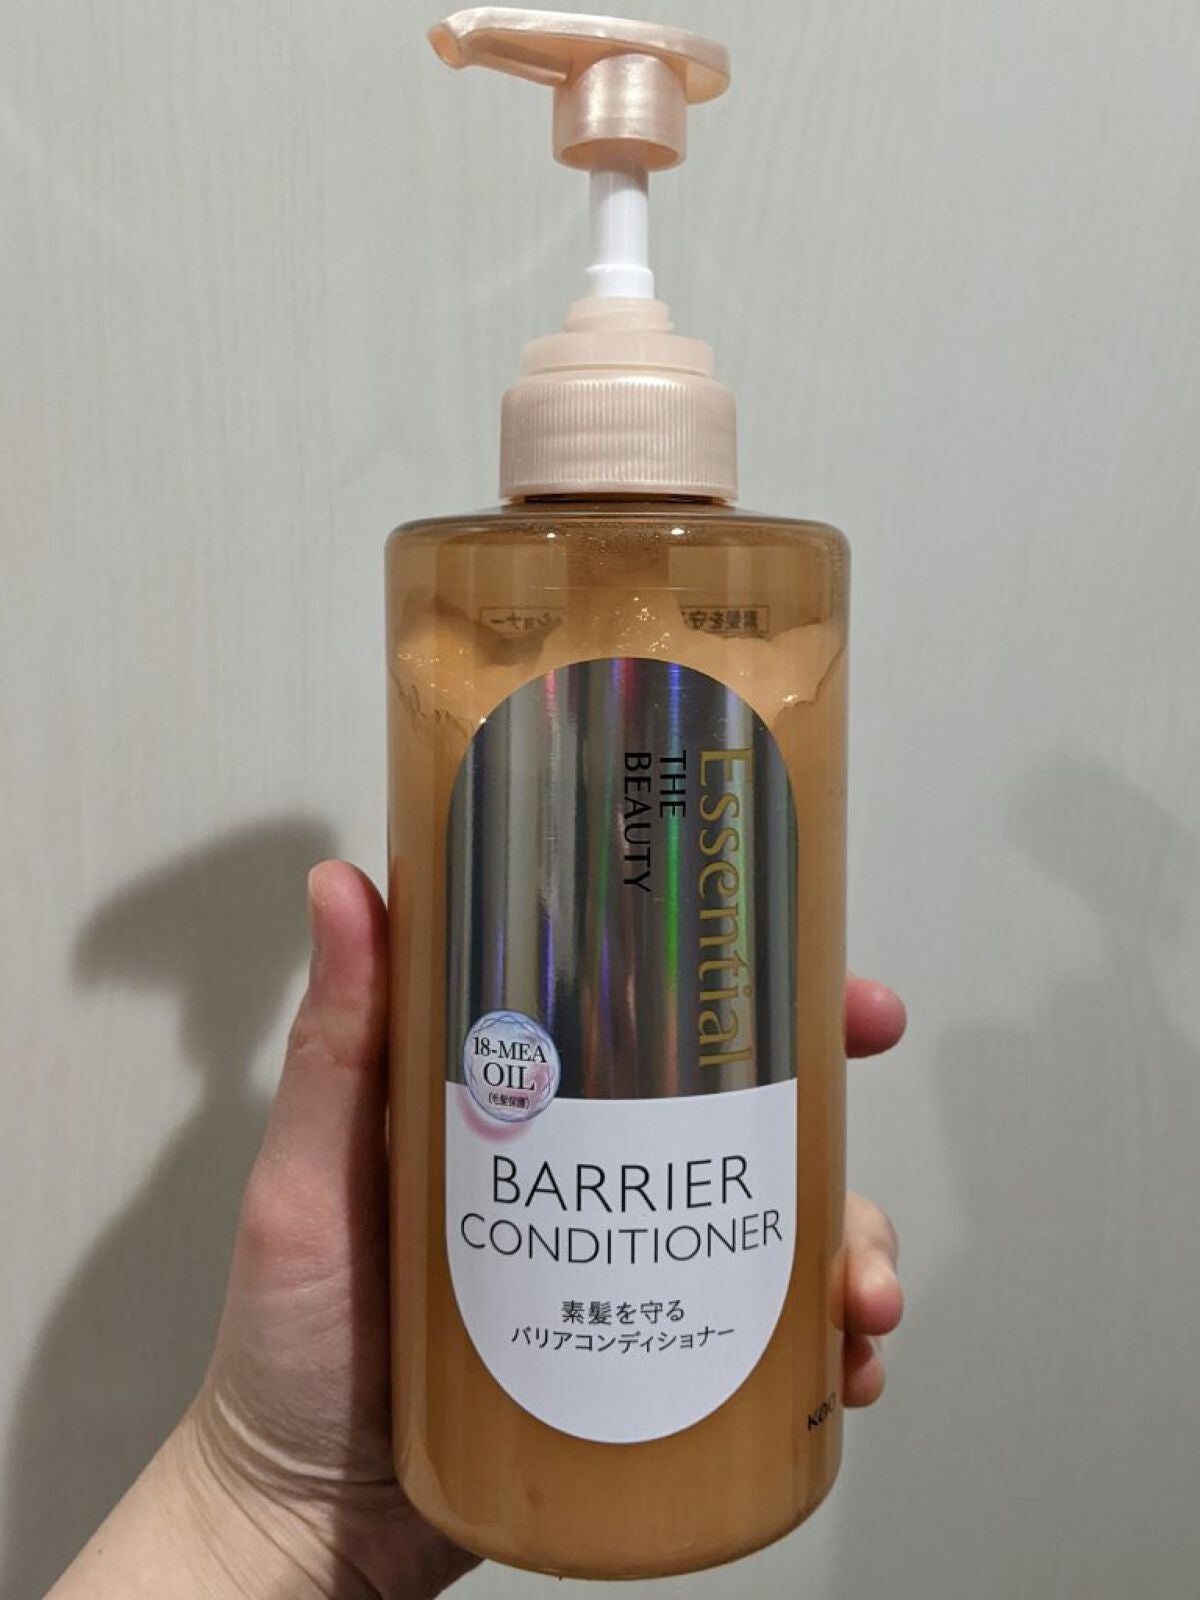 Essential
THE
BEAUTY
18-MEA
OIL
(毛髪保護)
BARRIER
CONDITIONER
素髪を守る
バリアコンディショナー
Kao